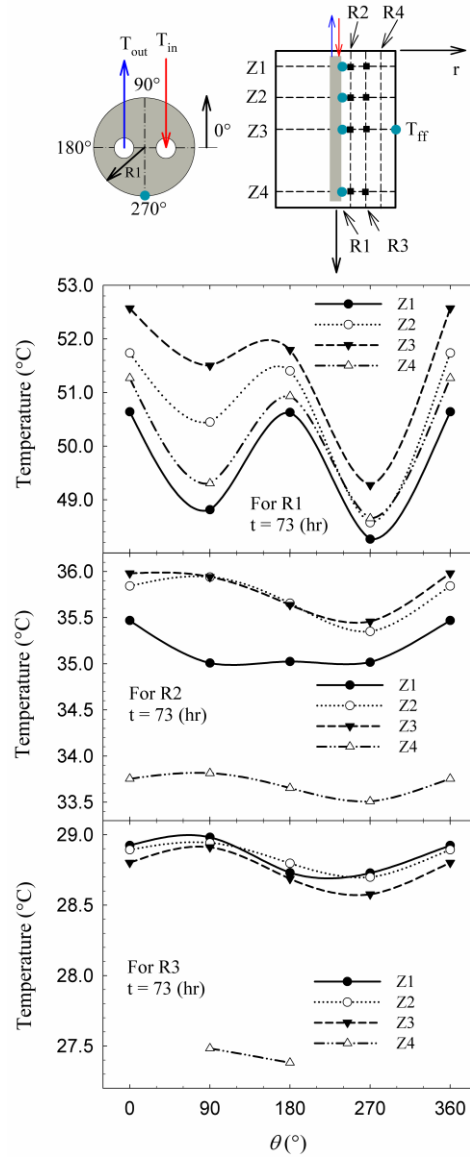 T_out T_in
90°
180° 0°
R1
270°
R2 R4
Z1 r
Z2
Z3 T_ff
Z4
R1 R3
53.0
52.0
51.0
50.0
49.0
Temperature (°C)
Z1
Z2
Z3
Z4
For R1
t = 73 (hr)
36.0
35.5
35.0
34.5
34.0
33.5
Temperature (°C)
For R2
t = 73 (hr)
Z1
Z2
Z3
Z4
29.0
28.5
28.0
27.5
Temperature (°C)
For R3
t = 73 (hr)
Z1
Z2
Z3
Z4
0 90 180 270 360
θ (°)